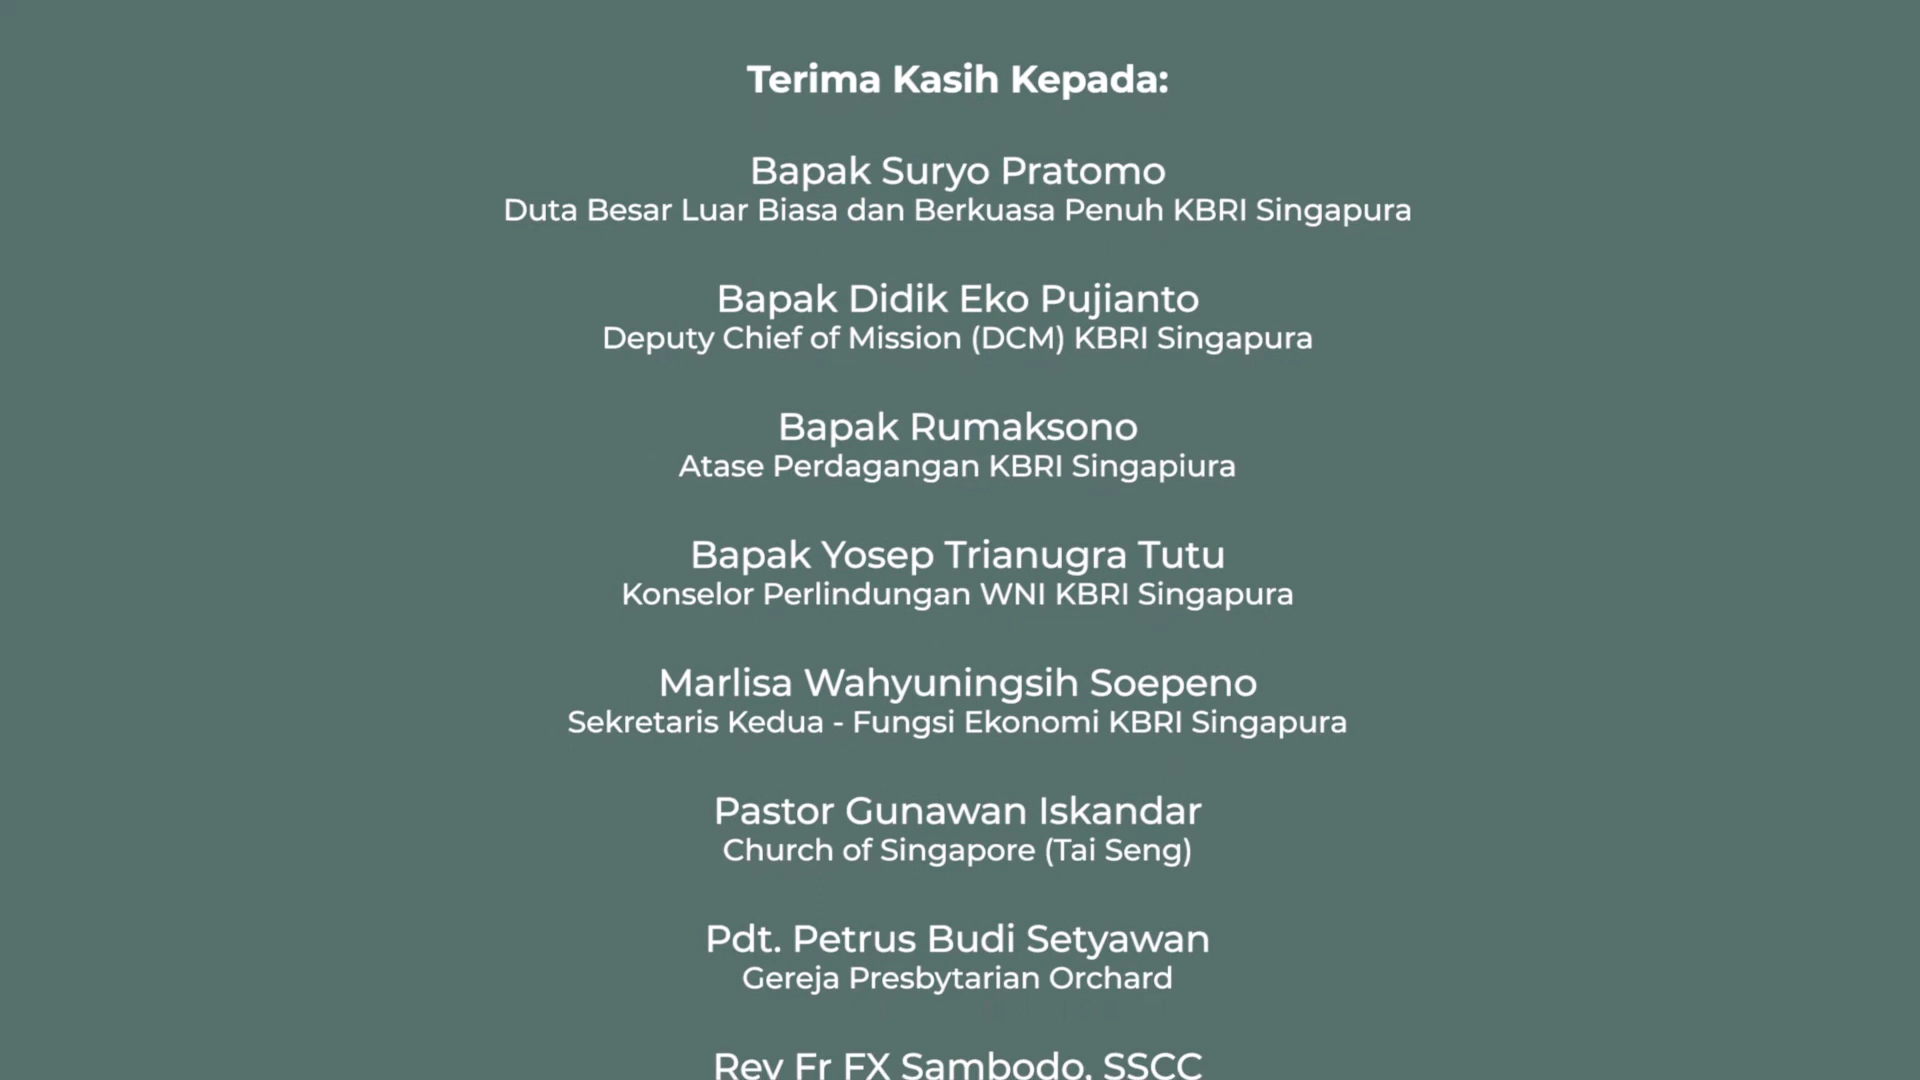 Terima Kasih Kepada:
Bapak Suryo Pratomo
Duta Besar Luar Biasa dan Berkuasa Penuh KBRI Singapura
Bapak Didik Eko Pujianto
Deputy Chief of Mission (DCM) KBRI Singapura
Bapak Rumaksono
Atase Perdagangan KBRI Singapiura
Bapak Yosep Trianugra Tutu
Konselor Perlindungan WNI KBRI Singapura
Marlisa Wahyuningsih Soepeno
Sekretaris Kedua - Fungsi Ekonomi KBRI Singapura
Pastor Gunawan Iskandar
Church of Singapore (Tai Seng)
Pdt. Petrus Budi Setyawan
Gereja Presbytarian Orchard
Rev Fr FX Sambodo, SSCC